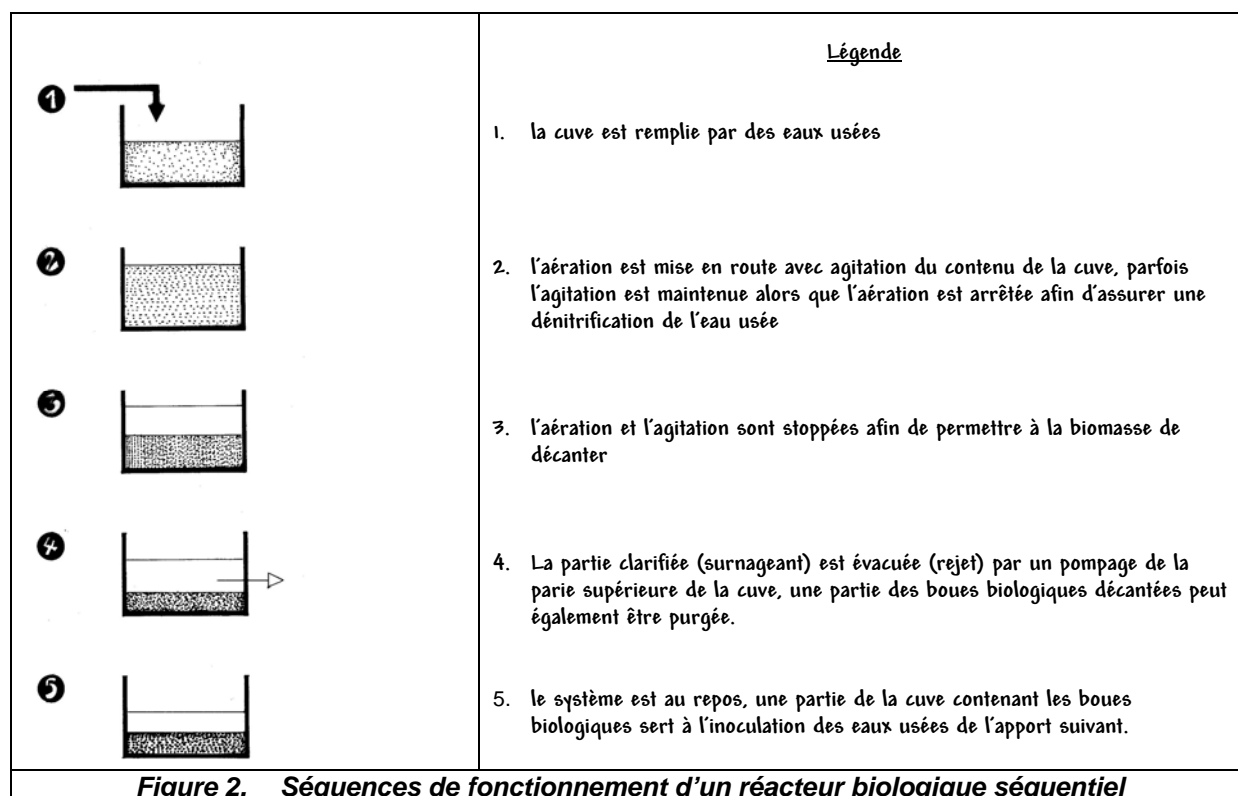 Légende
1
1. la cuve est remplie par des eaux usées
2
2. l'aération est mise en route avec agitation du contenu de la cuve, parfois
l'agitation est maintenue alors que l'aération est arrêtée afin d'assurer une
dénitrification de l'eau usée
3
3. l'aération et l'agitation sont stoppées afin de permettre à la biomasse de
décanter
4
4. La partie clarifiée (surnageant) est évacuée (rejet) par un pompage de la
parie supérieure de la cuve, une partie des boues biologiques décantées peut
également être purgée.
5
5. le système est au repos, une partie de la cuve contenant les boues
biologiques sert à l'inoculation des eaux usées de l'apport suivant.
Figure 2. Séquences de fonctionnement d'un réacteur biologique séquentiel